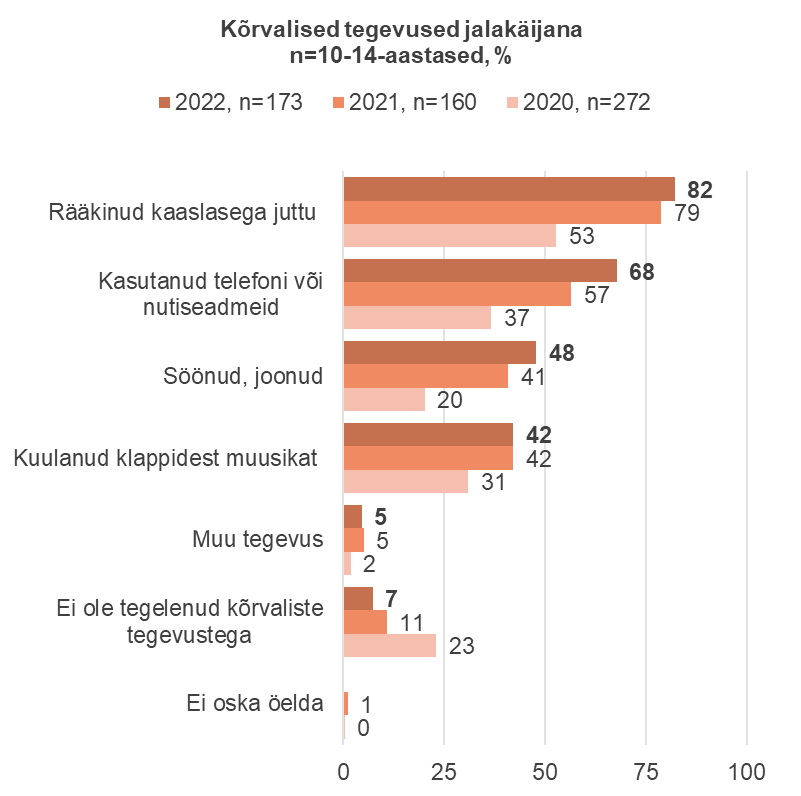 Kõrvalised tegevused jalakäijana
n=10-14-aastased, %
2022, n=173
2021, n=160
2020, n=272
Rääkinud kaaslasega juttu
82
79
53
Kasutanud telefoni või
nutiseadmeid
68
57
37
Söönud, joonud
48
41
20
Kuulanud klappidest muusikat
42
42
31
Muu tegevus
5
5
2
Ei ole tegelenud kõrvaliste
tegevustega
7
11
23
Ei oska öelda
1
0
0
25
50
75
100